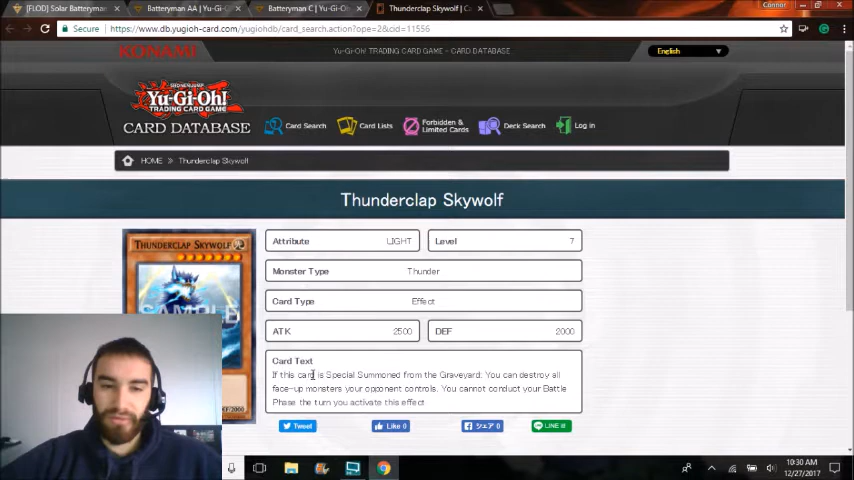 [FLOD] Solar Batteryman
Batteryman AA | Yu-Gi-O
Batteryman C | Yu-Gi-Oh
Thunderclap Skywolf | Ca
Connor
Secure
https://www.db.yugioh-card.com/yugiohdb/card_search.action?ope=2&cid=11556
KONAMI
Yu-Gi-Oh! TRADING CARD GAME - CARD DATABASE
English
Yu-Gi-Oh!
TRADING CARD GAME
CARD DATABASE
Card Search
Card Lists
Forbidden & Limited Cards
Deck Search
Log in
HOME » Thunderclap Skywolf
Thunderclap Skywolf
THUNDERCLAP SKYWOLF
SAMPLE
Attribute LIGHT
Level 7
Monster Type Thunder
Card Type Effect
ATK 2500
DEF 2000
Card Text
If this card is Special Summoned from the Graveyard: You can destroy all
face-up monsters your opponent controls. You cannot conduct your Battle
Phase the turn you activate this effect
Tweet
Like 0
シェア 0
LINE
10:30 AM
12/27/2017